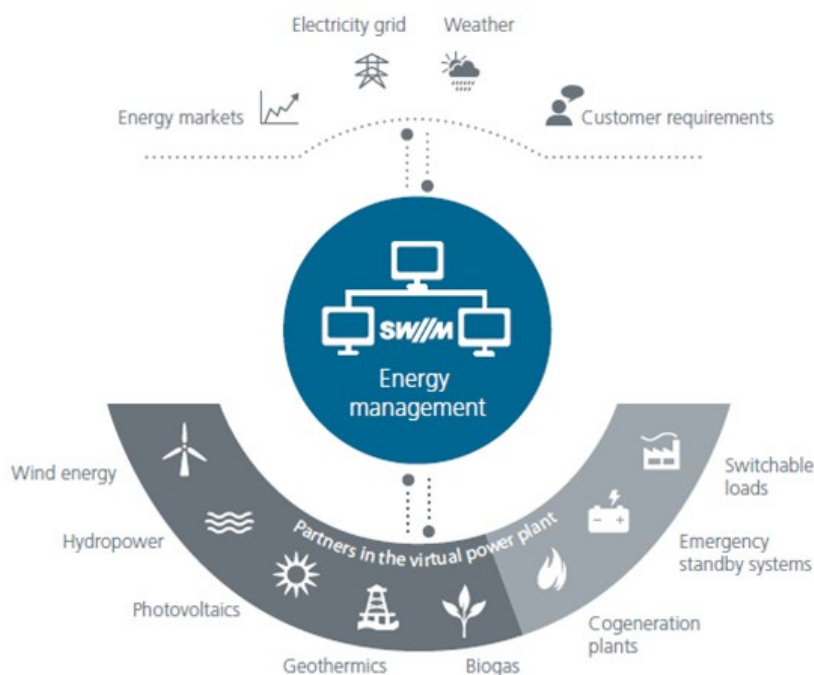 Electricity grid
Weather
Energy markets
Customer requirements
SW//M
Energy
management
Partners in the virtual power plant
Wind energy
Hydropower
Photovoltaics
Geothermics
Biogas
Cogeneration
plants
Emergency
standby systems
Switchable
loads